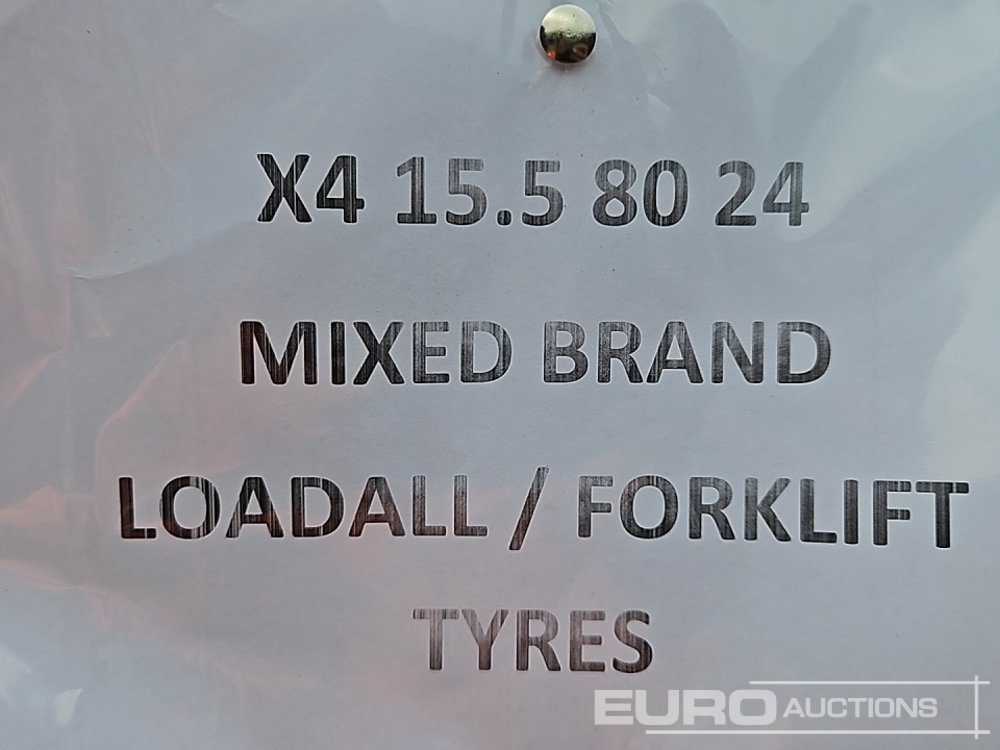 X4 15.5 80 24
MIXED BRAND
LOADALL / FORKLIFT
TYRES
EURO AUCTIONS